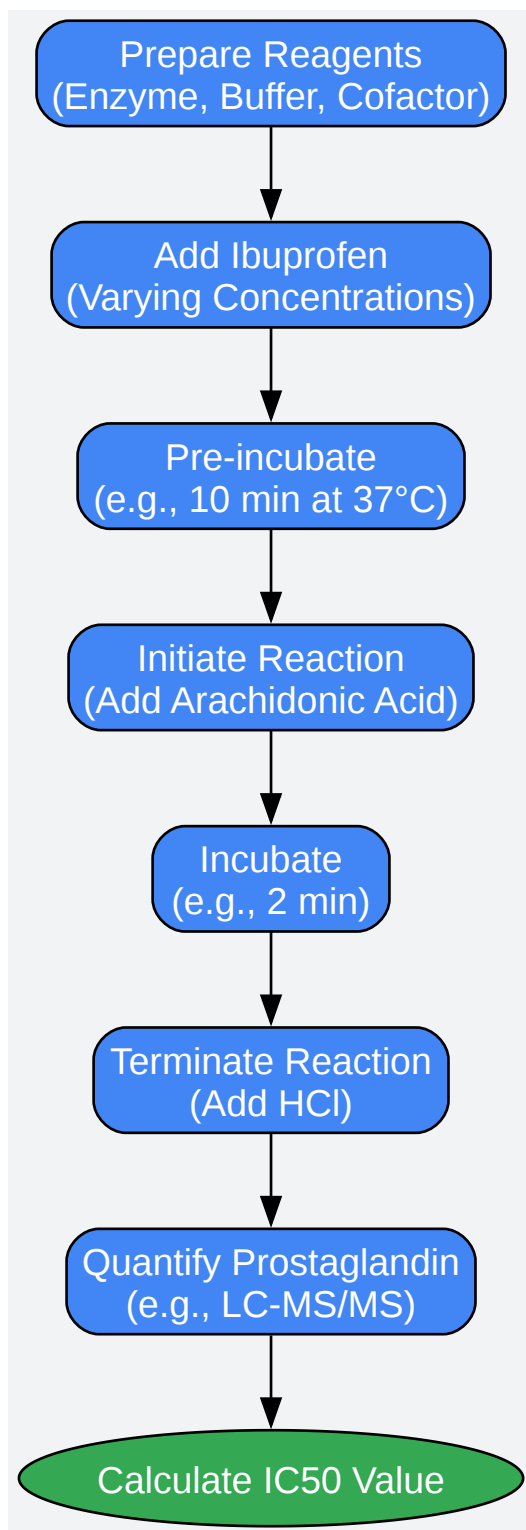 Prepare Reagents
(Enzyme, Buffer, Cofactor)
Add Ibuprofen
(Varying Concentrations)
Pre-incubate
(e.g., 10 min at 37°C)
Initiate Reaction
(Add Arachidonic Acid)
Incubate
(e.g., 2 min)
Terminate Reaction
(Add HCl)
Quantify Prostaglandin
(e.g., LC-MS/MS)
Calculate IC50 Value